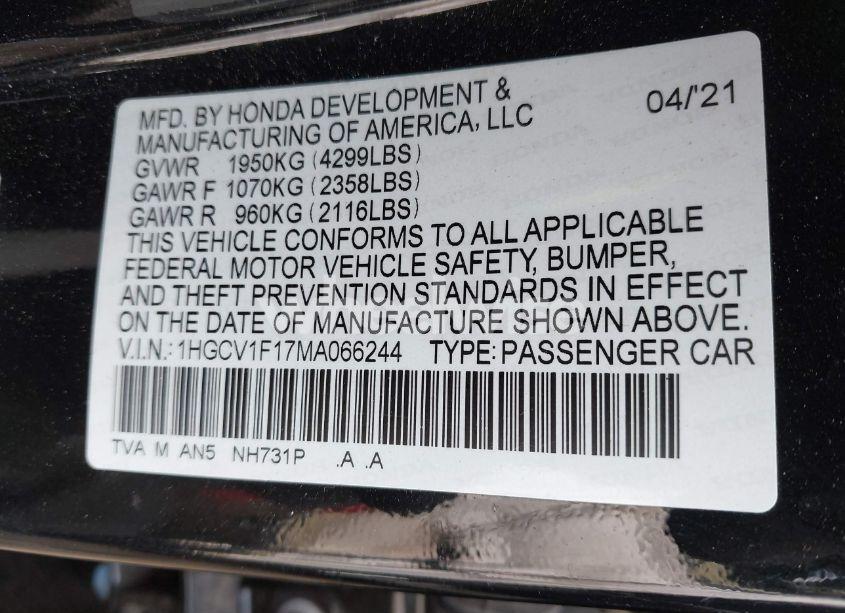 MFD. BY HONDA DEVELOPMENT &
MANUFACTURING OF AMERICA, LLC
04/'21
GVWR 1950KG (4299LBS)
GAWR F 1070KG (2358LBS)
GAWR R 960KG (2116LBS)
THIS VEHICLE CONFORMS TO ALL APPLICABLE
FEDERAL MOTOR VEHICLE SAFETY, BUMPER,
AND THEFT PREVENTION STANDARDS IN EFFECT
ON THE DATE OF MANUFACTURE SHOWN ABOVE.
V.I.N.: 1HGCV1F17MA066244 TYPE: PASSENGER CAR
TVA M AN5 NH731P .A .A